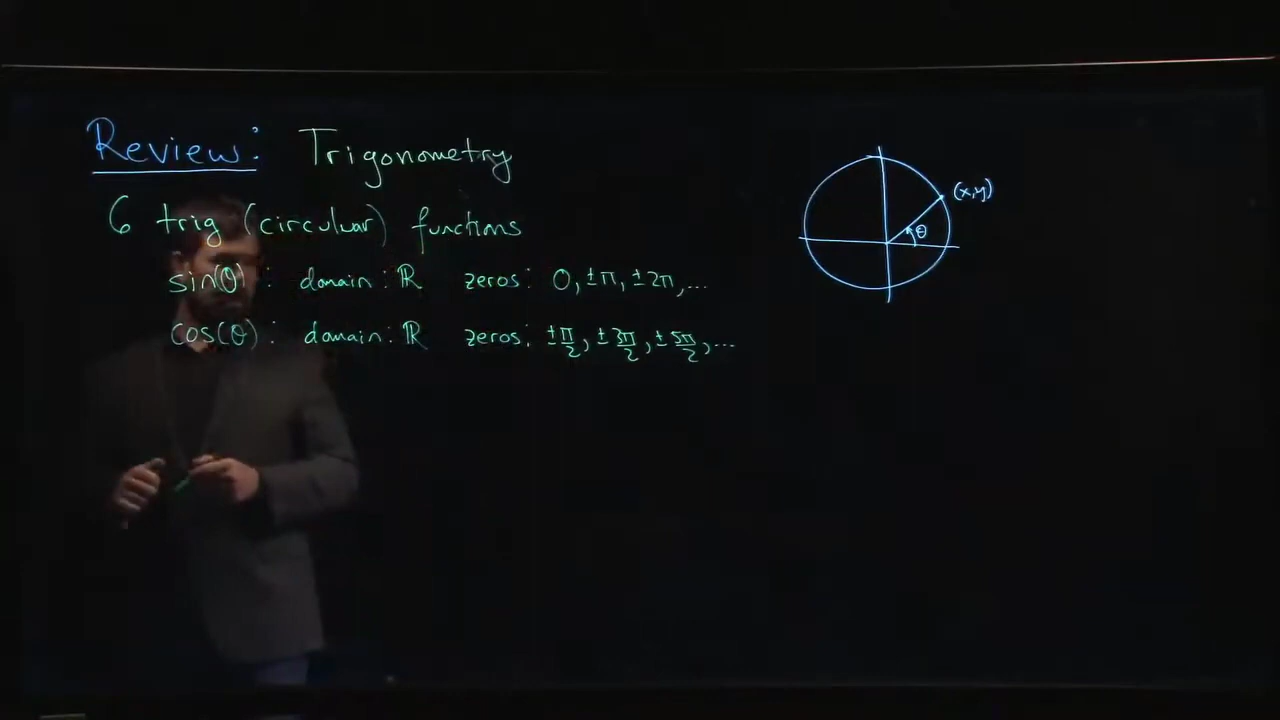 Review: Trigonometry
6 trig (circular) functions
sin(θ): domain: ℝ zeros: 0, ±π, ±2π, ...
cos(θ): domain: ℝ zeros: ±π/2, ±3π/2, ±5π/2, ...
(x,y)
θ